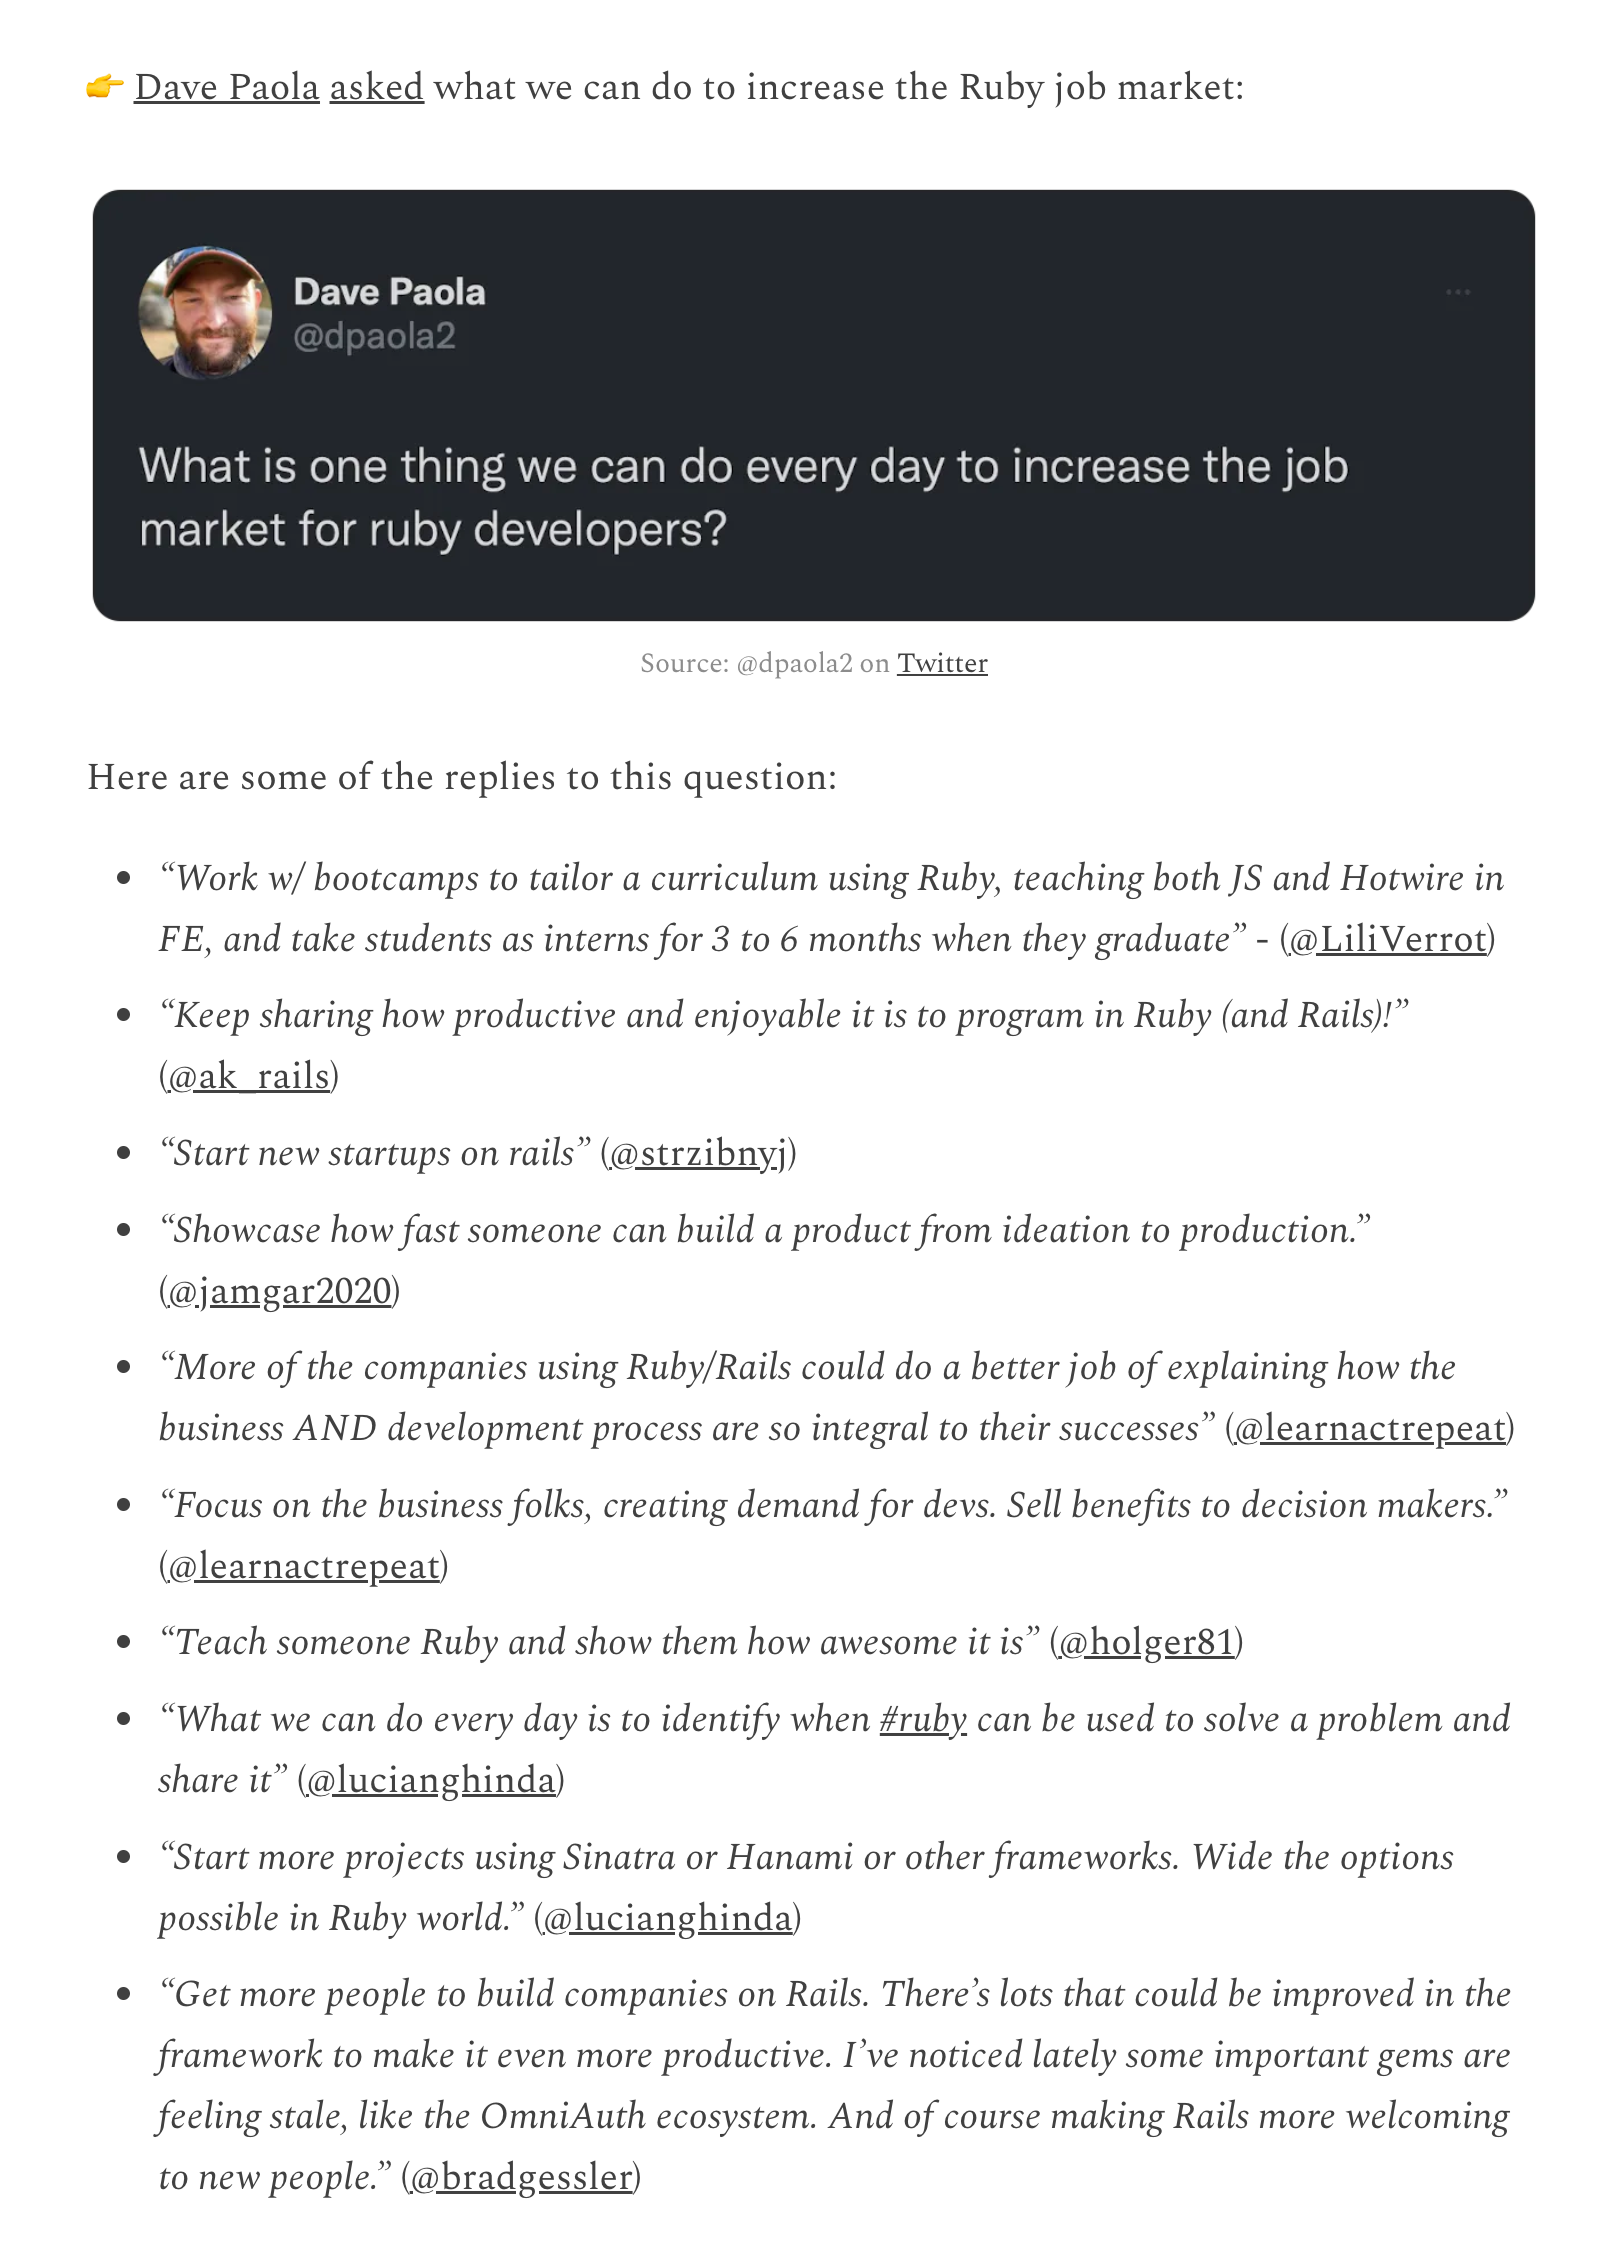 👉 Dave Paola asked what we can do to increase the Ruby job market:
Dave Paola
@dpaola2
What is one thing we can do every day to increase the job
market for ruby developers?
Source: @dpaola2 on Twitter
Here are some of the replies to this question:
• “Work w/ bootcamps to tailor a curriculum using Ruby, teaching both JS and Hotwire in
FE, and take students as interns for 3 to 6 months when they graduate” - (@LiliVerrot)
• “Keep sharing how productive and enjoyable it is to program in Ruby (and Rails)!”
(@ak_rails)
• “Start new startups on rails” (@strzibnyj)
• “Showcase how fast someone can build a product from ideation to production.”
(@jamgar2020)
• “More of the companies using Ruby/Rails could do a better job of explaining how the
business AND development process are so integral to their successes” (@learnactrepeat)
• “Focus on the business folks, creating demand for devs. Sell benefits to decision makers.”
(@learnactrepeat)
• “Teach someone Ruby and show them how awesome it is” (@holger81)
• “What we can do every day is to identify when #ruby can be used to solve a problem and
share it” (@lucianghinda)
• “Start more projects using Sinatra or Hanami or other frameworks. Wide the options
possible in Ruby world.” (@lucianghinda)
• “Get more people to build companies on Rails. There’s lots that could be improved in the
framework to make it even more productive. I’ve noticed lately some important gems are
feeling stale, like the OmniAuth ecosystem. And of course making Rails more welcoming
to new people.” (@bradgessler)